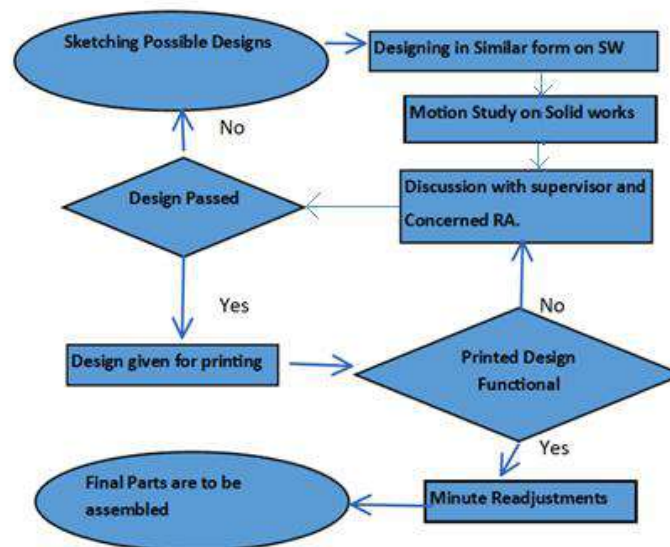 Sketching Possible Designs
Designing in Similar form on SW
Motion Study on Solid works
No
Design Passed
Discussion with supervisor and
Concerned RA.
Yes
No
Design given for printing
Printed Design
Functional
Yes
Final Parts are to be
assembled
Minute Readjustments